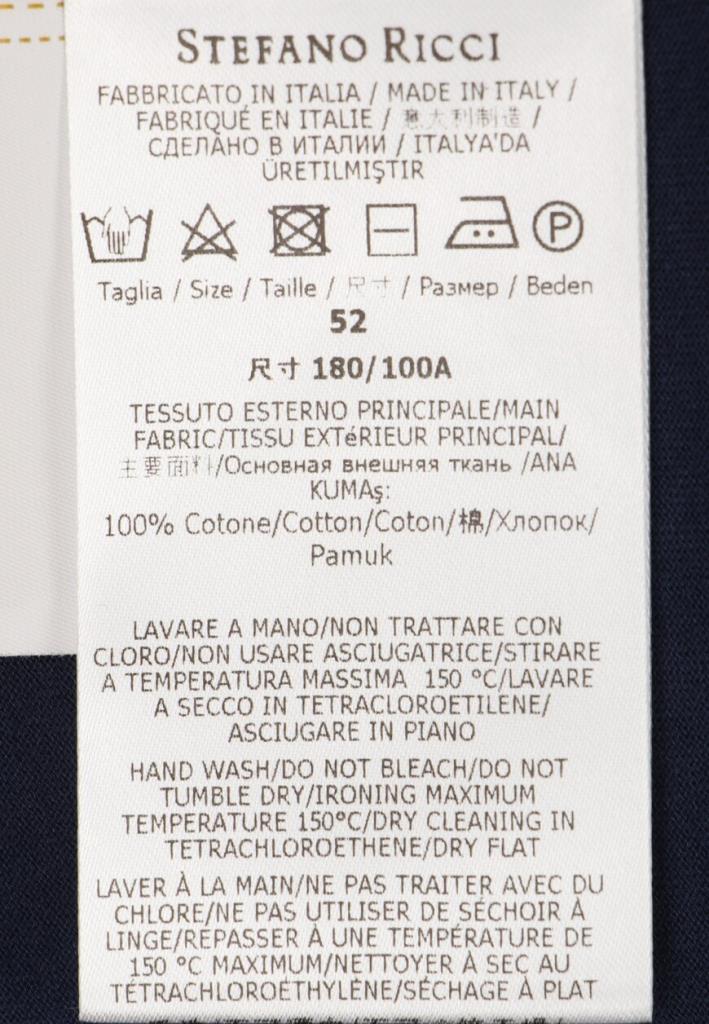 STEFANO RICCI
FABBRICATO IN ITALIA / MADE IN ITALY /
FABRIQUÉ EN ITALIE / 意大利制造 /
СДЕЛАНО В ИТАЛИИ / ITALYA'DA
ÜRETILMIŞTIR
P
Taglia / Size / Taille / 尺寸 / Размер / Beden
52
尺寸 180/100A
TESSUTO ESTERNO PRINCIPALE/MAIN
FABRIC/TISSU EXTéRIEUR PRINCIPAL/
主要面料/Основная внешняя ткань /ANA
KUMAş:
100% Cotone/Cotton/Coton/棉/Хлопок/
Pamuk
LAVARE A MANO/NON TRATTARE CON
CLORO/NON USARE ASCIUGATRICE/STIRARE
A TEMPERATURA MASSIMA 150 °C/LAVARE
A SECCO IN TETRACLOROETILENE/
ASCIUGARE IN PIANO
HAND WASH/DO NOT BLEACH/DO NOT
TUMBLE DRY/IRONING MAXIMUM
TEMPERATURE 150°C/DRY CLEANING IN
TETRACHLOROETHENE/DRY FLAT
LAVER À LA MAIN/NE PAS TRAITER AVEC DU
CHLORE/NE PAS UTILISER DE SÉCHOIR À
LINGE/REPASSER À UNE TEMPÉRATURE DE
150 °C MAXIMUM/NETTOYER À SEC AU
TÉTRACHLOROÉTHYLÈNE/SÉCHAGE À PLAT